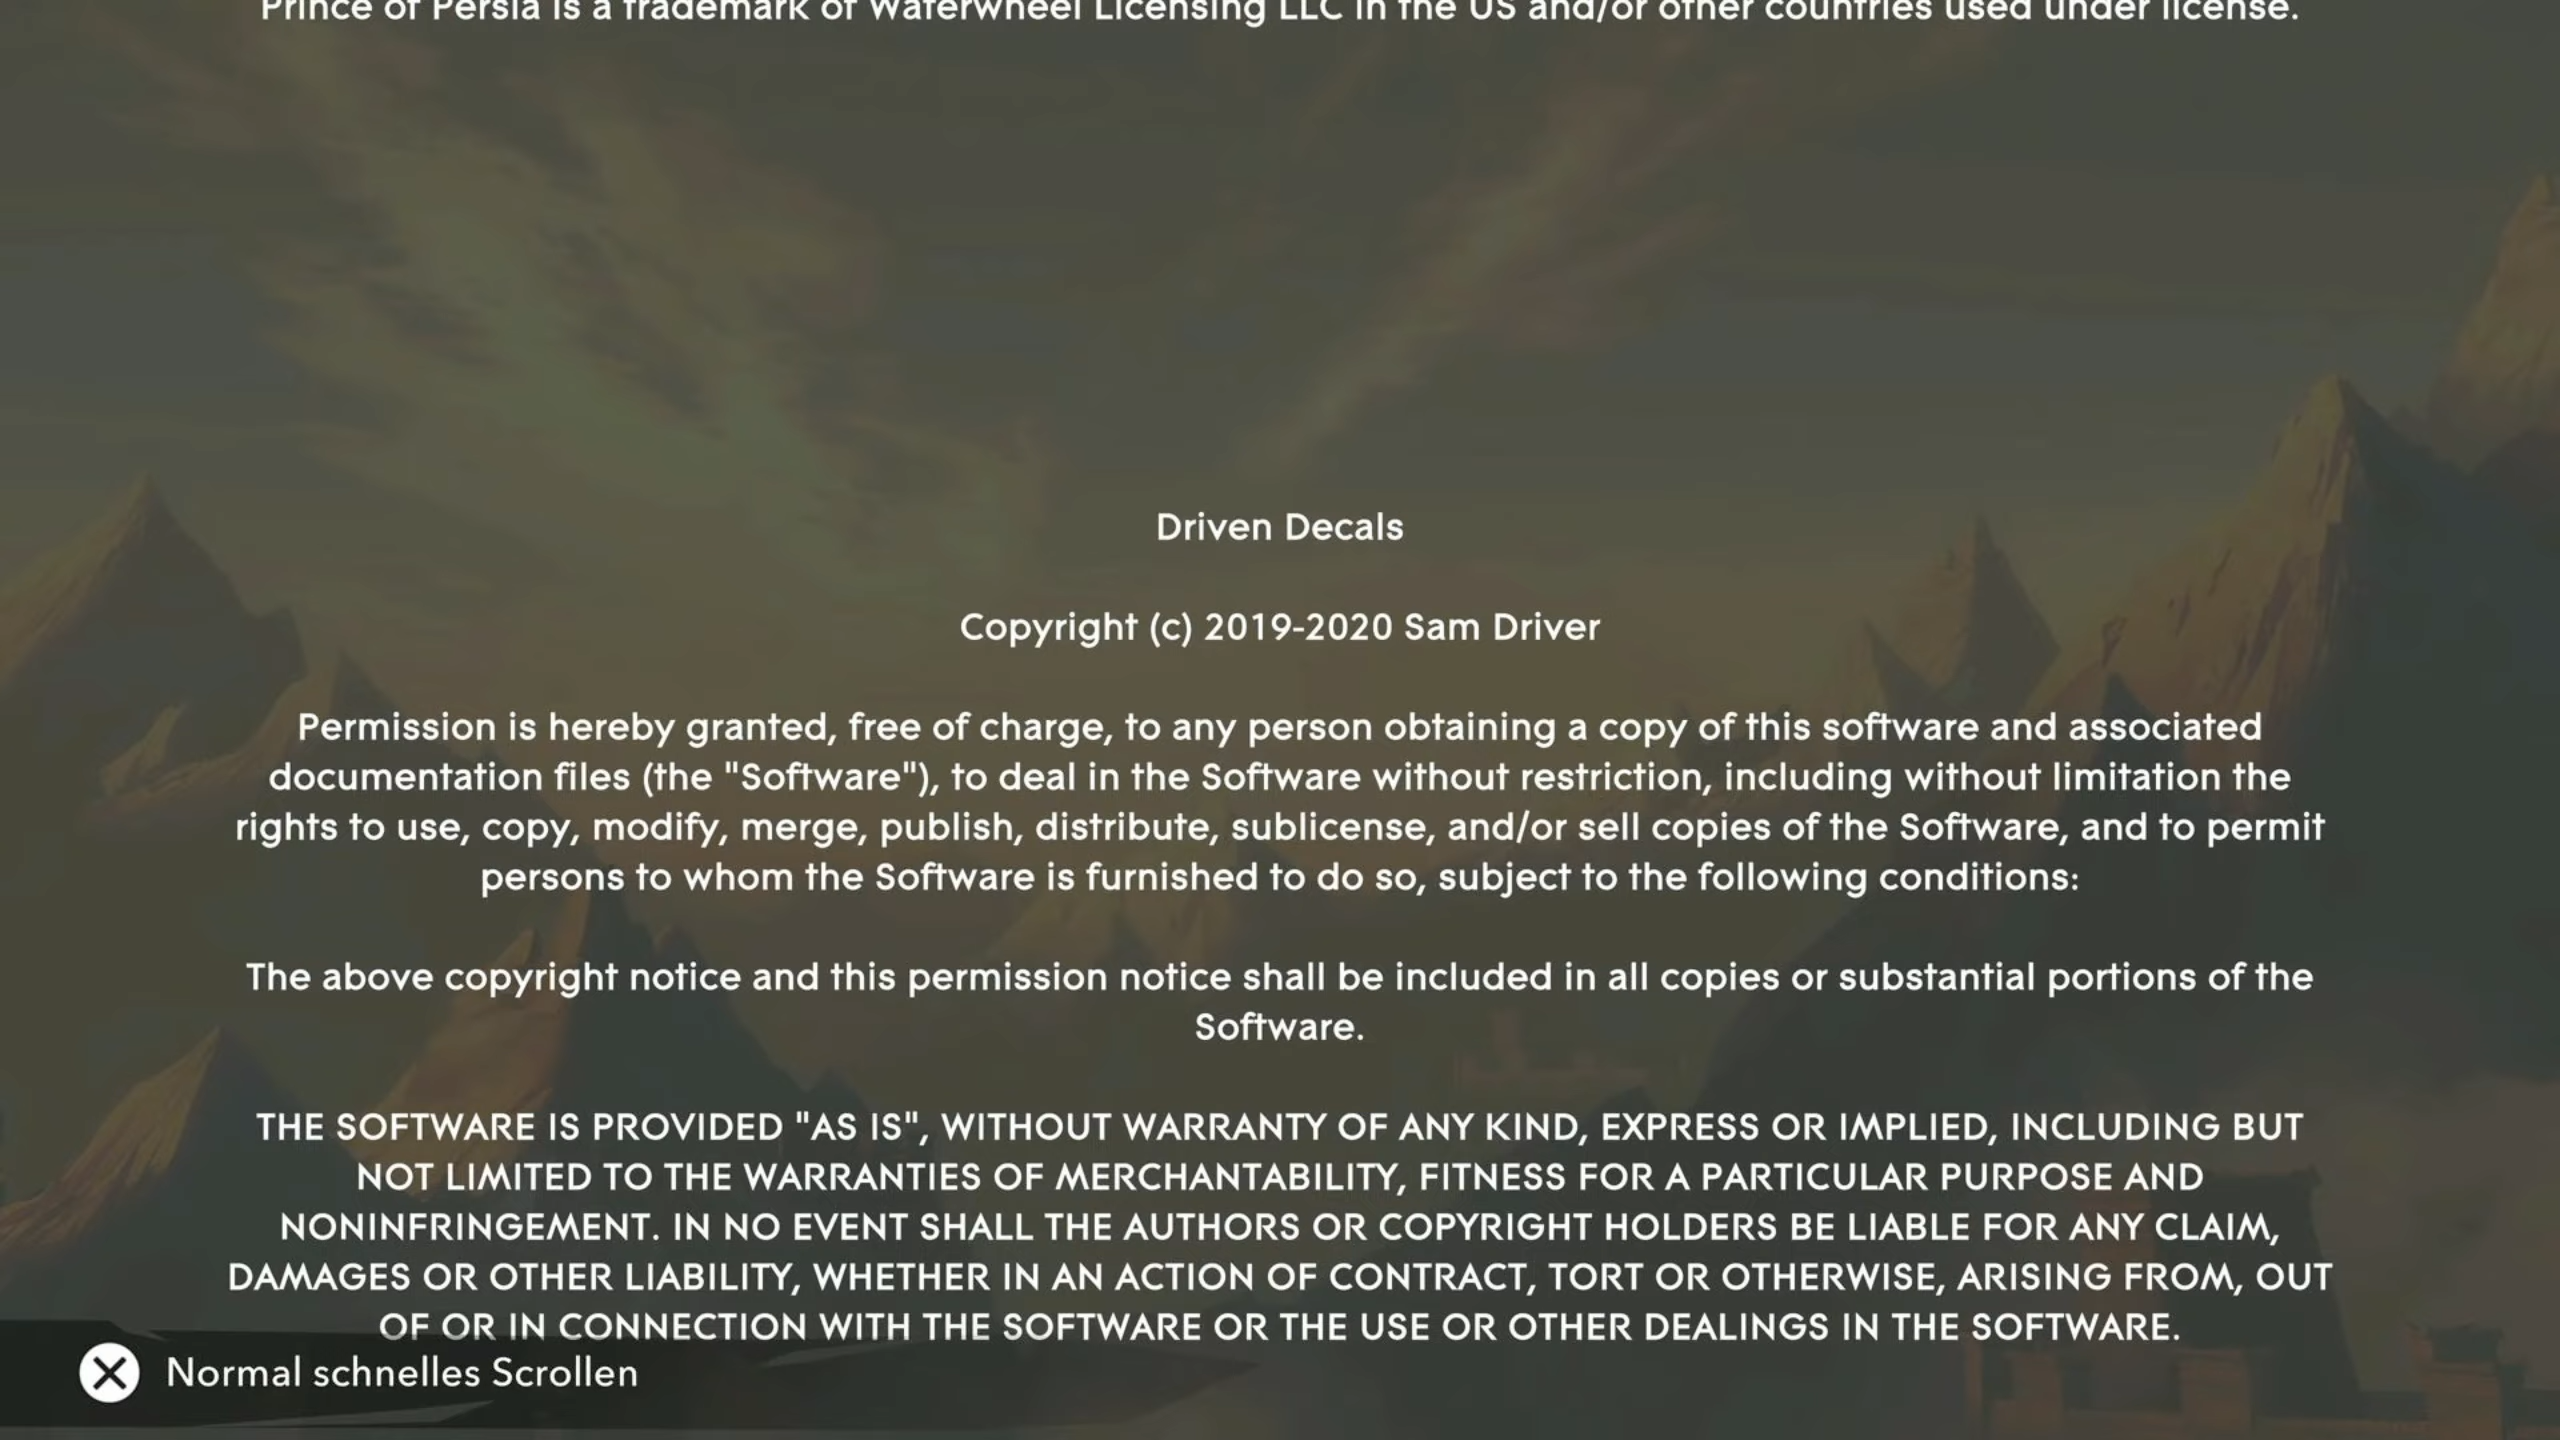 Prince of Persia is a trademark of Waterwheel Licensing LLC in the US and/or other countries used under license.
Driven Decals
Copyright (c) 2019-2020 Sam Driver
Permission is hereby granted, free of charge, to any person obtaining a copy of this software and associated
documentation files (the "Software"), to deal in the Software without restriction, including without limitation the
rights to use, copy, modify, merge, publish, distribute, sublicense, and/or sell copies of the Software, and to permit
persons to whom the Software is furnished to do so, subject to the following conditions:
The above copyright notice and this permission notice shall be included in all copies or substantial portions of the
Software.
THE SOFTWARE IS PROVIDED "AS IS", WITHOUT WARRANTY OF ANY KIND, EXPRESS OR IMPLIED, INCLUDING BUT
NOT LIMITED TO THE WARRANTIES OF MERCHANTABILITY, FITNESS FOR A PARTICULAR PURPOSE AND
NONINFRINGEMENT. IN NO EVENT SHALL THE AUTHORS OR COPYRIGHT HOLDERS BE LIABLE FOR ANY CLAIM,
DAMAGES OR OTHER LIABILITY, WHETHER IN AN ACTION OF CONTRACT, TORT OR OTHERWISE, ARISING FROM, OUT
OF OR IN CONNECTION WITH THE SOFTWARE OR THE USE OR OTHER DEALINGS IN THE SOFTWARE.
Normal schnelles Scrollen